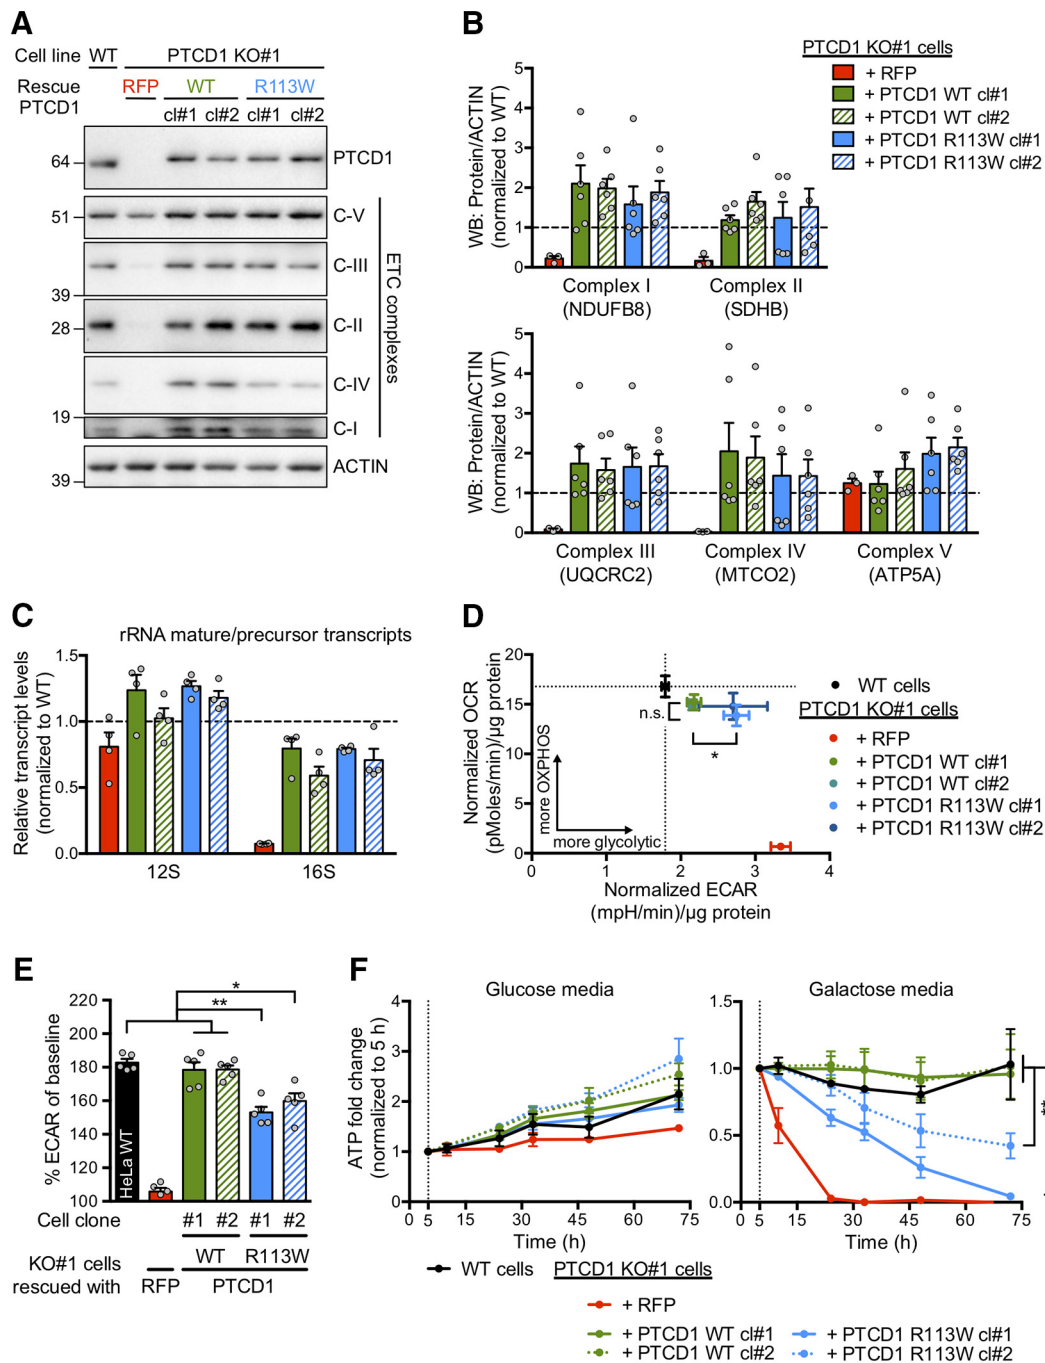 A
Cell line WT PTCD1 KO#1
Rescue PTCD1 RFP WT R113W
cl#1 cl#2 cl#1 cl#2
64 PTCD1
51 C-V
C-III
39
28 C-II
C-IV
19
C-I
ETC complexes
39 ACTIN
B
PTCD1 KO#1 cells
+ RFP
+ PTCD1 WT cl#1
+ PTCD1 WT cl#2
+ PTCD1 R113W cl#1
+ PTCD1 R113W cl#2
WB: Protein/ACTIN
(normalized to WT)
5
4
3
2
1
0
Complex I
(NDUFB8)
Complex II
(SDHB)
WB: Protein/ACTIN
(normalized to WT)
5
4
3
2
1
0
Complex III
(UQCRC2)
Complex IV
(MTCO2)
Complex V
(ATP5A)
C
rRNA mature/precursor transcripts
Relative transcript levels
(normalized to WT)
1.5
1.0
0.5
0.0
12S 16S
D
Normalized OCR
(pMoles/min)/µg protein
20
15
10
5
0
n.s.
*
more OXPHOS
more glycolytic
0 1 2 3 4
Normalized ECAR
(mpH/min)/µg protein
WT cells
PTCD1 KO#1 cells
+ RFP
+ PTCD1 WT cl#1
+ PTCD1 WT cl#2
+ PTCD1 R113W cl#1
+ PTCD1 R113W cl#2
E
% ECAR of baseline
220
200
180
160
140
120
100
*
**
HeLa WT
Cell clone #1 #2 #1 #2
WT R113W
KO#1 cells
rescued with RFP PTCD1
F
Glucose media
ATP fold change
(normalized to 5 h)
4
3
2
1
0
0 5 15 30 45 60 75
Time (h)
Galactose media
1.5
1.0
0.5
0.0
0 5 15 30 45 60 75
Time (h)
**
WT cells
PTCD1 KO#1 cells
+ RFP
+ PTCD1 WT cl#1
+ PTCD1 WT cl#2
+ PTCD1 R113W cl#1
+ PTCD1 R113W cl#2